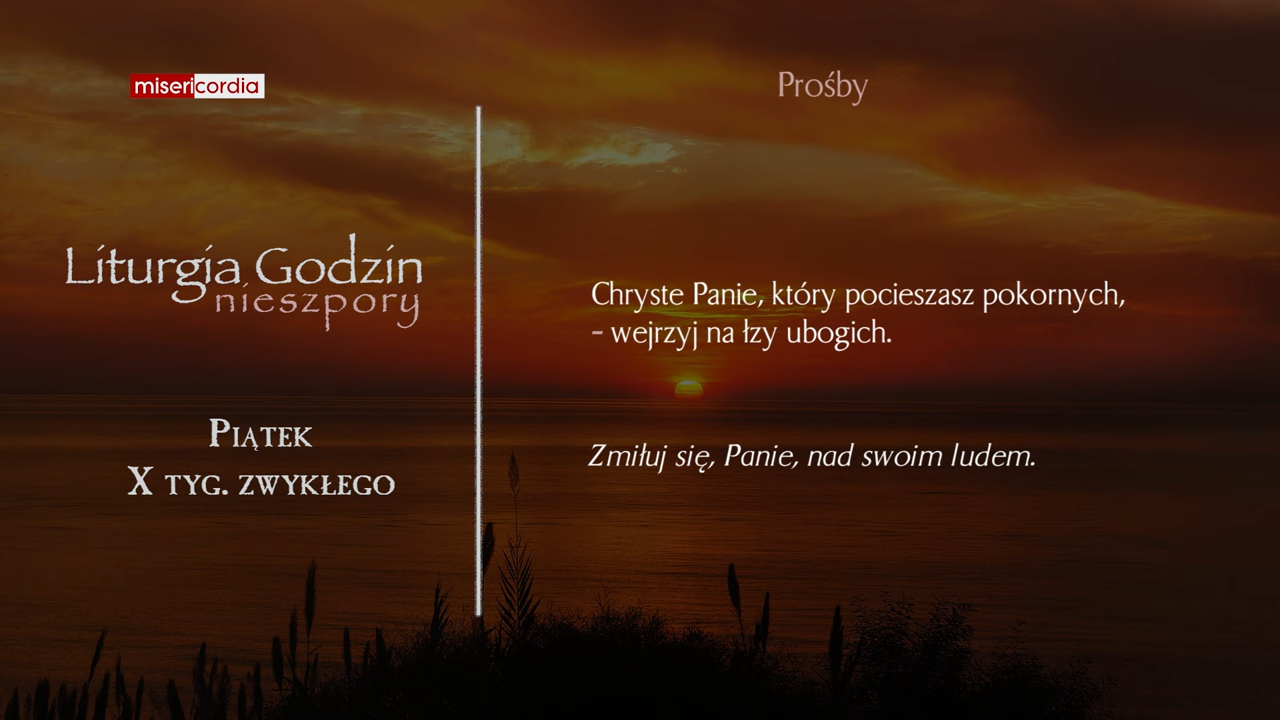 misericordia
Prośby
Liturgia Godzin
nieszpory
Piątek
X tyg. zwykłego
Chryste Panie, który pocieszasz pokornych,
- wejrzyj na łzy ubogich.
Zmiłuj się, Panie, nad swoim ludem.